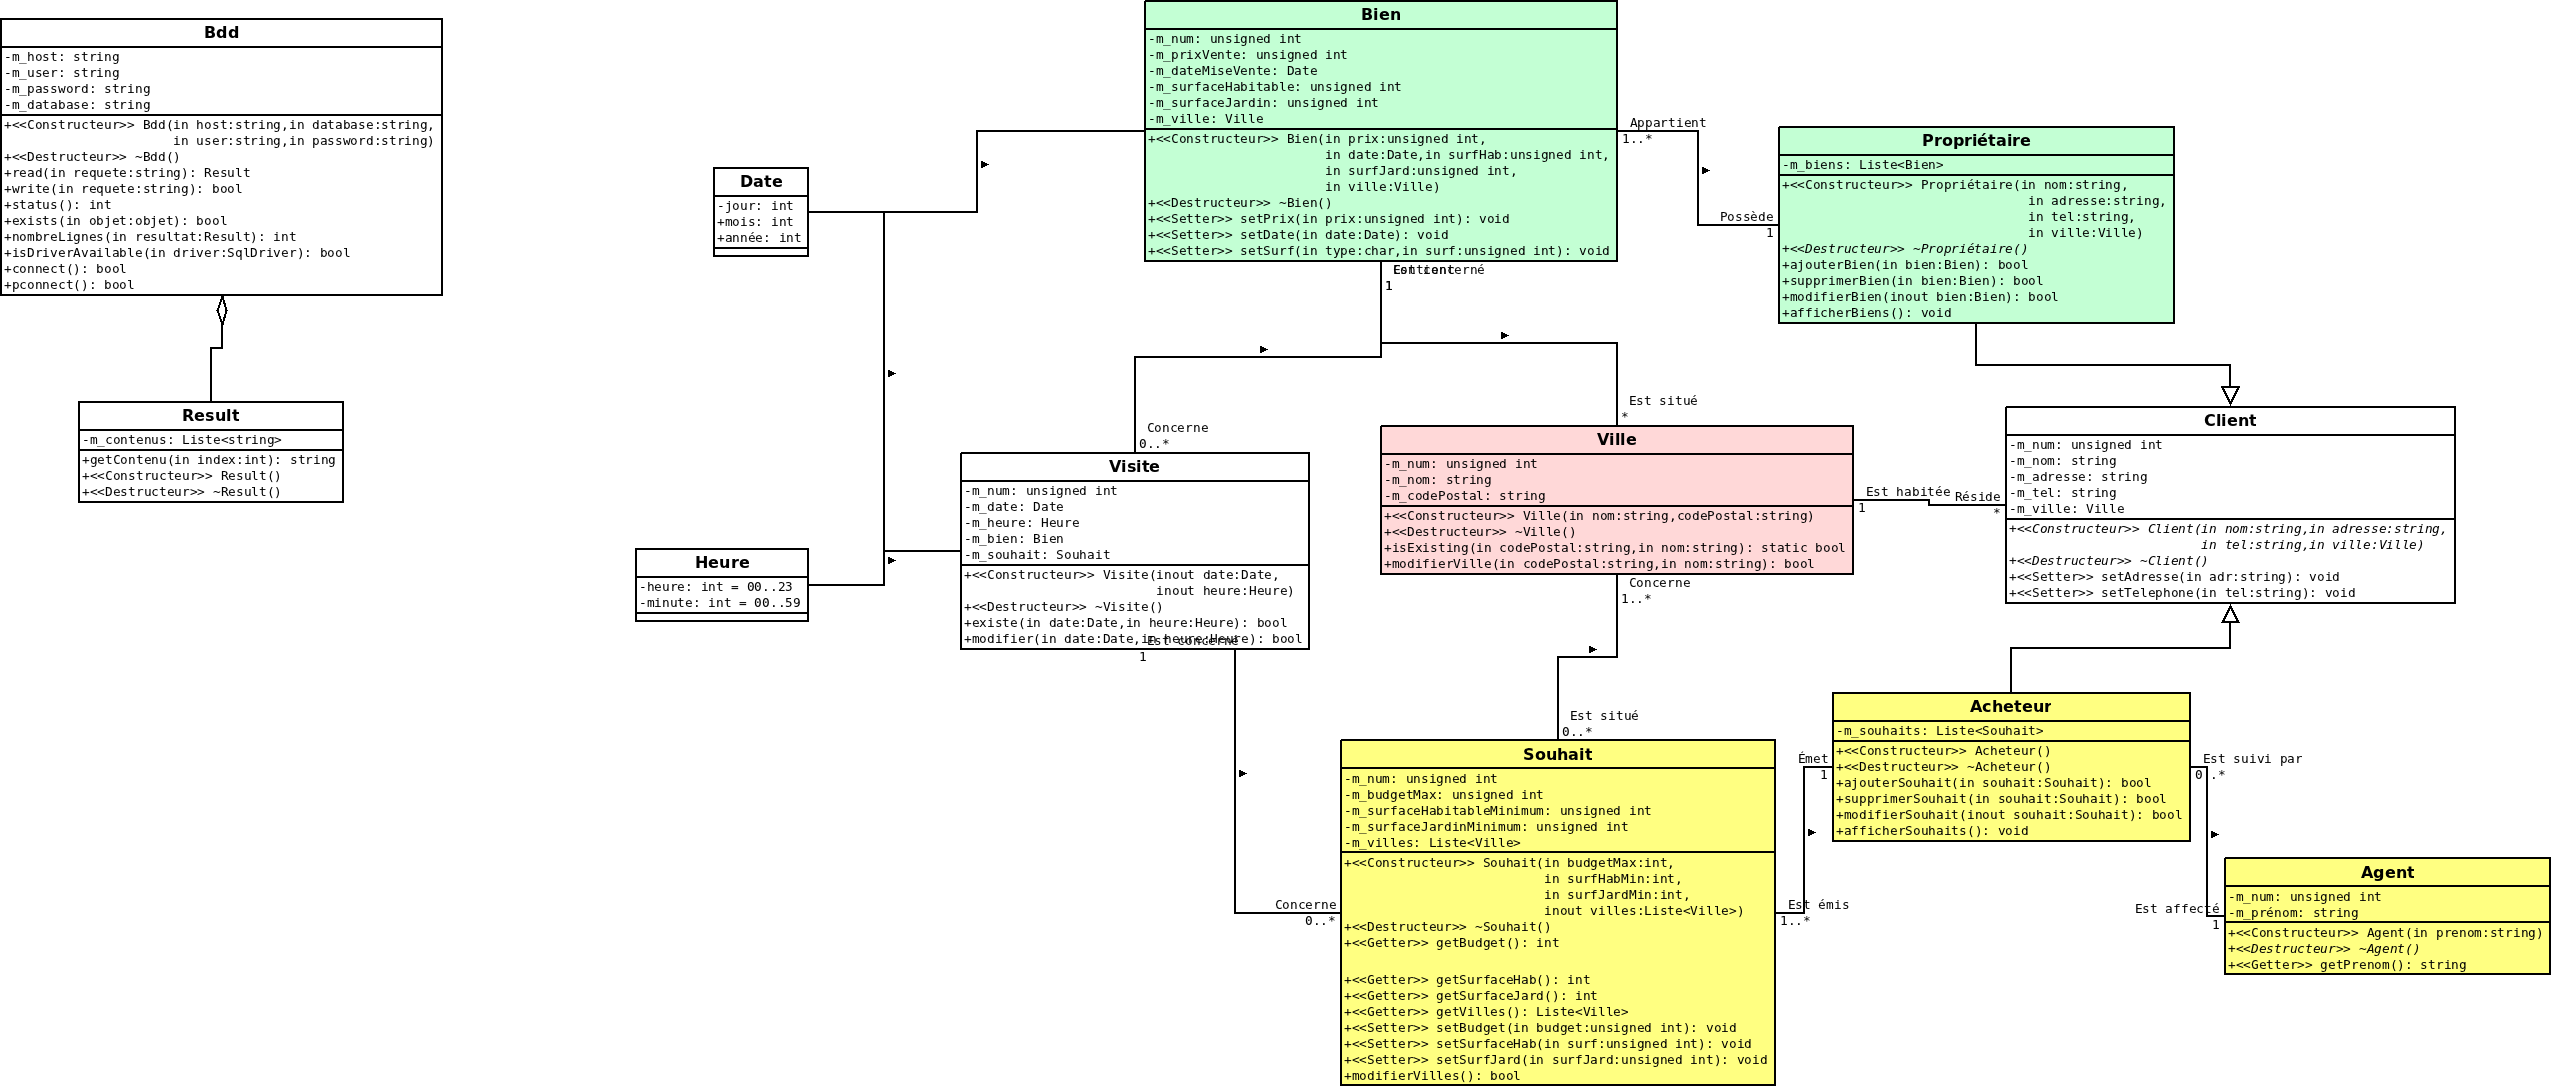 Bdd
-m_host: string
-m_user: string
-m_password: string
-m_database: string
+<<Constructeur>> Bdd(in host:string,in database:string,
in user:string,in password:string)
+<<Destructeur>> ~Bdd()
+read(in requete:string): Result
+write(in requete:string): bool
+status(): int
+exists(in objet:objet): bool
+nombreLignes(in resultat:Result): int
+isDriverAvailable(in driver:SqlDriver): bool
+connect(): bool
+pconnect(): bool
Result
-m_contenus: Liste<string>
+getContenu(in index:int): string
+<<Constructeur>> Result()
+<<Destructeur>> ~Result()
Date
-jour: int
+mois: int
+année: int
Heure
-heure: int = 00..23
-minute: int = 00..59
Bien
-m_num: unsigned int
-m_prixVente: unsigned int
-m_dateMiseVente: Date
-m_surfaceHabitable: unsigned int
-m_surfaceJardin: unsigned int
-m_ville: Ville
+<<Constructeur>> Bien(in prix:unsigned int,
in date:Date,in surfHab:unsigned int,
in surfJard:unsigned int,
in ville:Ville)
+<<Destructeur>> ~Bien()
+<<Setter>> setPrix(in prix:unsigned int): void
+<<Setter>> setDate(in date:Date): void
+<<Setter>> setSurf(in type:char,in surf:unsigned int): void
Appartient
1..*
Possède
1
Propriétaire
-m_biens: Liste<Bien>
+<<Constructeur>> Propriétaire(in nom:string,
in adresse:string,
in tel:string,
in ville:Ville)
+<<Destructeur>> ~Propriétaire()
+ajouterBien(in bien:Bien): bool
+supprimerBien(in bien:Bien): bool
+modifierBien(inout bien:Bien): bool
+afficherBiens(): void
1
Concerne
0..*
Est situé
*
Visite
-m_num: unsigned int
-m_date: Date
-m_heure: Heure
-m_bien: Bien
-m_souhait: Souhait
+<<Constructeur>> Visite(inout date:Date,
inout heure:Heure)
+<<Destructeur>> ~Visite()
+existe(in date:Date,in heure:Heure): bool
+modifier(in date:Date,in heure:Heure): bool
Est concerné
1
Ville
-m_num: unsigned int
-m_nom: string
-m_codePostal: string
+<<Constructeur>> Ville(in nom:string,codePostal:string)
+<<Destructeur>> ~Ville()
+isExisting(in codePostal:string,in nom:string): static bool
+modifierVille(in codePostal:string,in nom:string): bool
Est habitée
1
Réside
*
Client
-m_num: unsigned int
-m_nom: string
-m_adresse: string
-m_tel: string
-m_ville: Ville
+<<Constructeur>> Client(in nom:string,in adresse:string,
in tel:string,in ville:Ville)
+<<Destructeur>> ~Client()
+<<Setter>> setAdresse(in adr:string): void
+<<Setter>> setTelephone(in tel:string): void
Concerne
1..*
Est situé
0..*
Concerne
0..*
Souhait
-m_num: unsigned int
-m_budgetMax: unsigned int
-m_surfaceHabitableMinimum: unsigned int
-m_surfaceJardinMinimum: unsigned int
-m_villes: Liste<Ville>
+<<Constructeur>> Souhait(in budgetMax:int,
in surfHabMin:int,
in surfJardMin:int,
inout villes:Liste<Ville>)
+<<Destructeur>> ~Souhait()
+<<Getter>> getBudget(): int
+<<Getter>> getSurfaceHab(): int
+<<Getter>> getSurfaceJard(): int
+<<Getter>> getVilles(): Liste<Ville>
+<<Setter>> setBudget(in budget:unsigned int): void
+<<Setter>> setSurfaceHab(in surf:unsigned int): void
+<<Setter>> setSurfJard(in surfJard:unsigned int): void
+modifierVilles(): bool
Émet
1
Est émis
1..*
Acheteur
-m_souhaits: Liste<Souhait>
+<<Constructeur>> Acheteur()
+<<Destructeur>> ~Acheteur()
+ajouterSouhait(in souhait:Souhait): bool
+supprimerSouhait(in souhait:Souhait): bool
+modifierSouhait(inout souhait:Souhait): bool
+afficherSouhaits(): void
Est suivi par
0..*
Est affecté
1
Agent
-m_num: unsigned int
-m_prénom: string
+<<Constructeur>> Agent(in prenom:string)
+<<Destructeur>> ~Agent()
+<<Getter>> getPrenom(): string